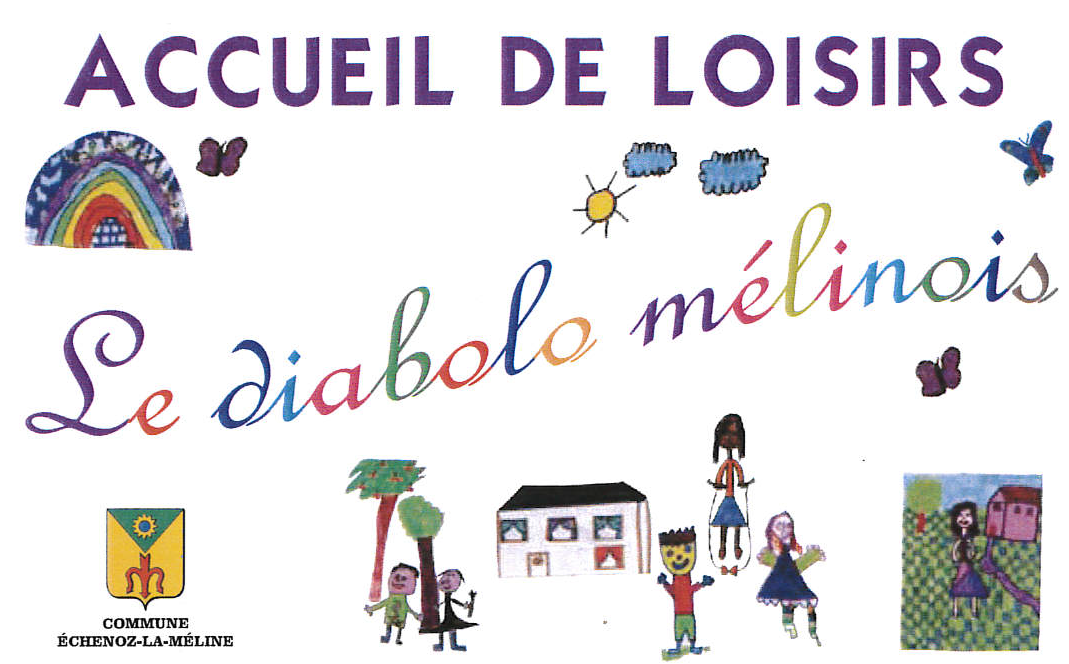 ACCUEIL DE LOISIRS
Le diabolo mélinois
COMMUNE
ÉCHENOZ-LA-MÉLINE